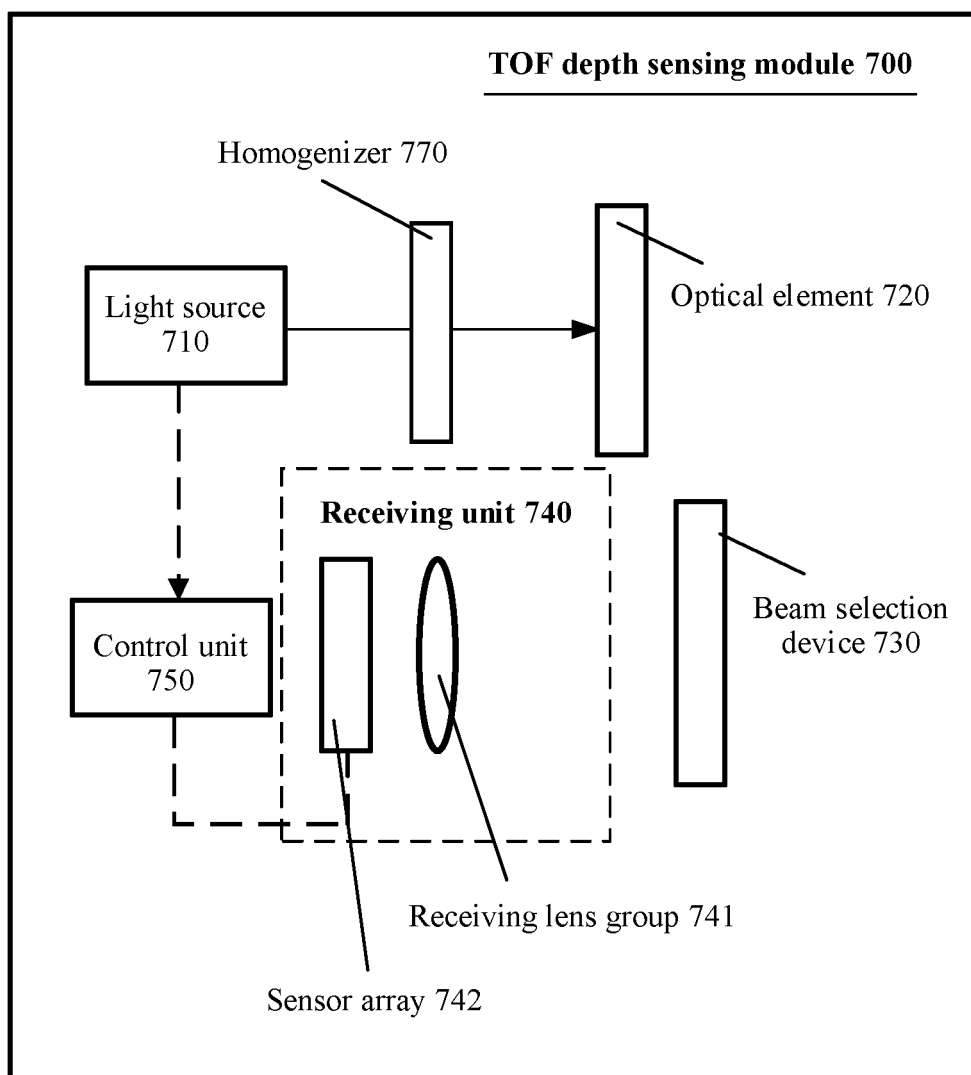 TOF depth sensing module 700
Homogenizer 770
Light source
710
Optical element 720
Receiving unit 740
Control unit
750
Beam selection
device 730
Receiving lens group 741
Sensor array 742